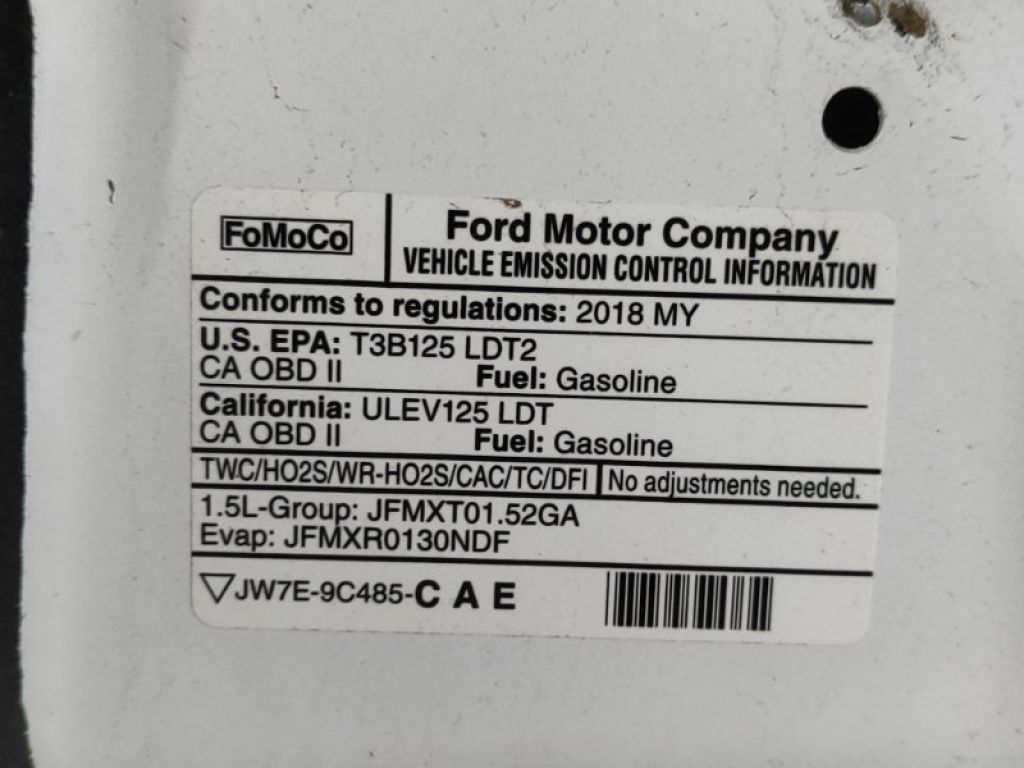 FoMoCo
Ford Motor Company
VEHICLE EMISSION CONTROL INFORMATION
Conforms to regulations: 2018 MY
U.S. EPA: T3B125 LDT2
CA OBD II Fuel: Gasoline
California: ULEV125 LDT
CA OBD II Fuel: Gasoline
TWC/HO2S/WR-HO2S/CAC/TC/DFI No adjustments needed.
1.5L-Group: JFMXT01.52GA
Evap: JFMXR0130NDF
JW7E-9C485-C A E